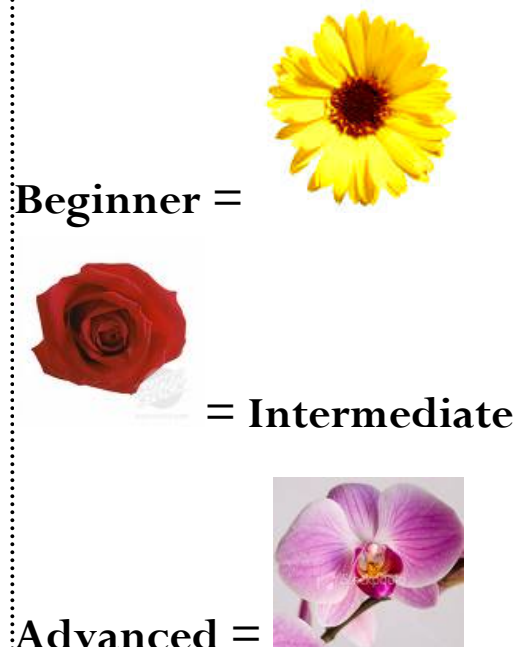 Beginner =
= Intermediate
Advanced =